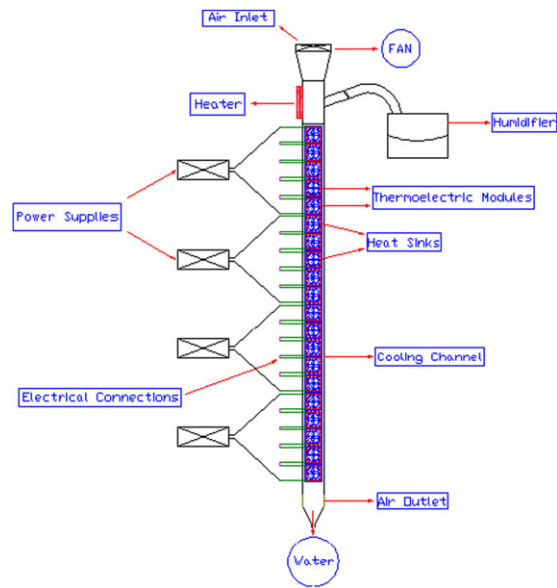 Air Inlet
FAN
Heater
Humidifier
Thermoelectric Modules
Power Supplies
Heat Sinks
Cooling Channel
Electrical Connections
Air Outlet
Water